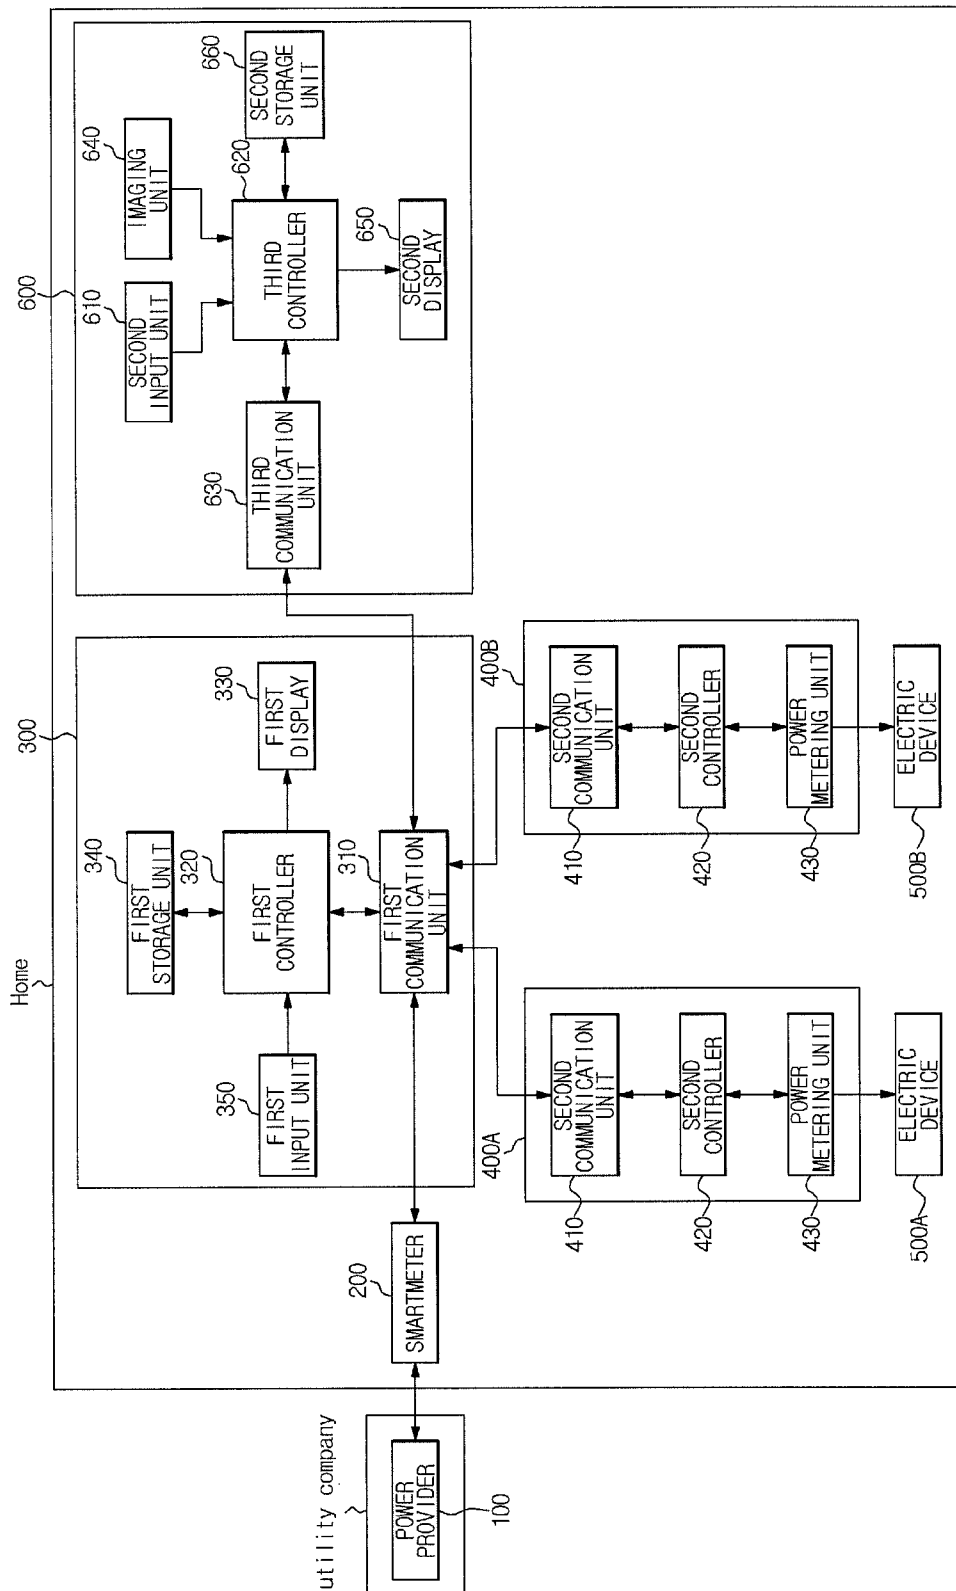 utility company
POWER
PROVIDER
100
Home
200
SMARTMETER
300
350
FIRST
INPUT UNIT
340
FIRST
STORAGE UNIT
320
FIRST
CONTROLLER
330
FIRST
DISPLAY
310
FIRST
COMMUNICATION
UNIT
600
610
SECOND
INPUT UNIT
640
IMAGING
UNIT
630
THIRD
COMMUNICATION
UNIT
620
THIRD
CONTROLLER
660
SECOND
STORAGE
UNIT
650
SECOND
DISPLAY
400A
SECOND
COMMUNICATION
UNIT
410
SECOND
CONTROLLER
420
POWER
METERING UNIT
430
ELECTRIC
DEVICE
500A
400B
SECOND
COMMUNICATION
UNIT
410
SECOND
CONTROLLER
420
POWER
METERING UNIT
430
ELECTRIC
DEVICE
500B